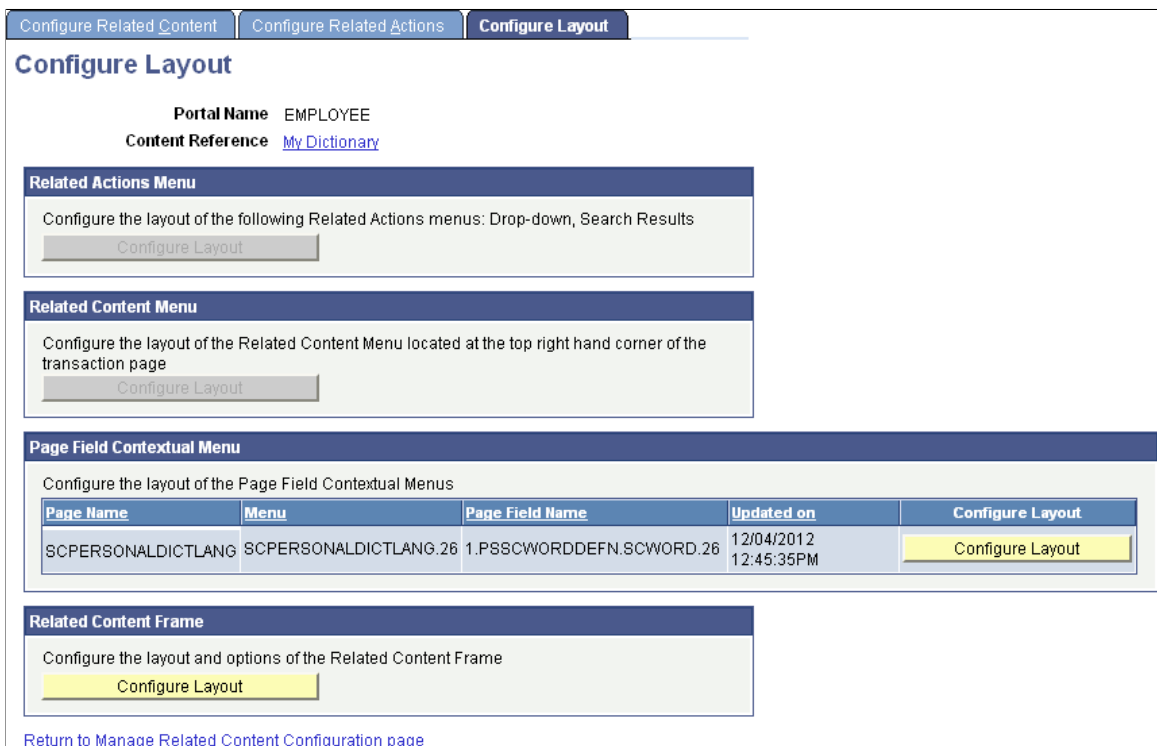 Configure Related Content Configure Related Actions Configure Layout
Configure Layout
Portal Name EMPLOYEE
Content Reference My Dictionary
Related Actions Menu
Configure the layout of the following Related Actions menus: Drop-down, Search Results
Configure Layout
Related Content Menu
Configure the layout of the Related Content Menu located at the top right hand corner of the
transaction page
Configure Layout
Page Field Contextual Menu
Configure the layout of the Page Field Contextual Menus
Page Name Menu Page Field Name Updated on Configure Layout
SCPERSONALDICTLANG SCPERSONALDICTLANG.26 1.PSSCWORDDEFN.SCWORD.26 12/04/2012 Configure Layout
12:45:35PM
Related Content Frame
Configure the layout and options of the Related Content Frame
Configure Layout
Return to Manage Related Content Configuration page